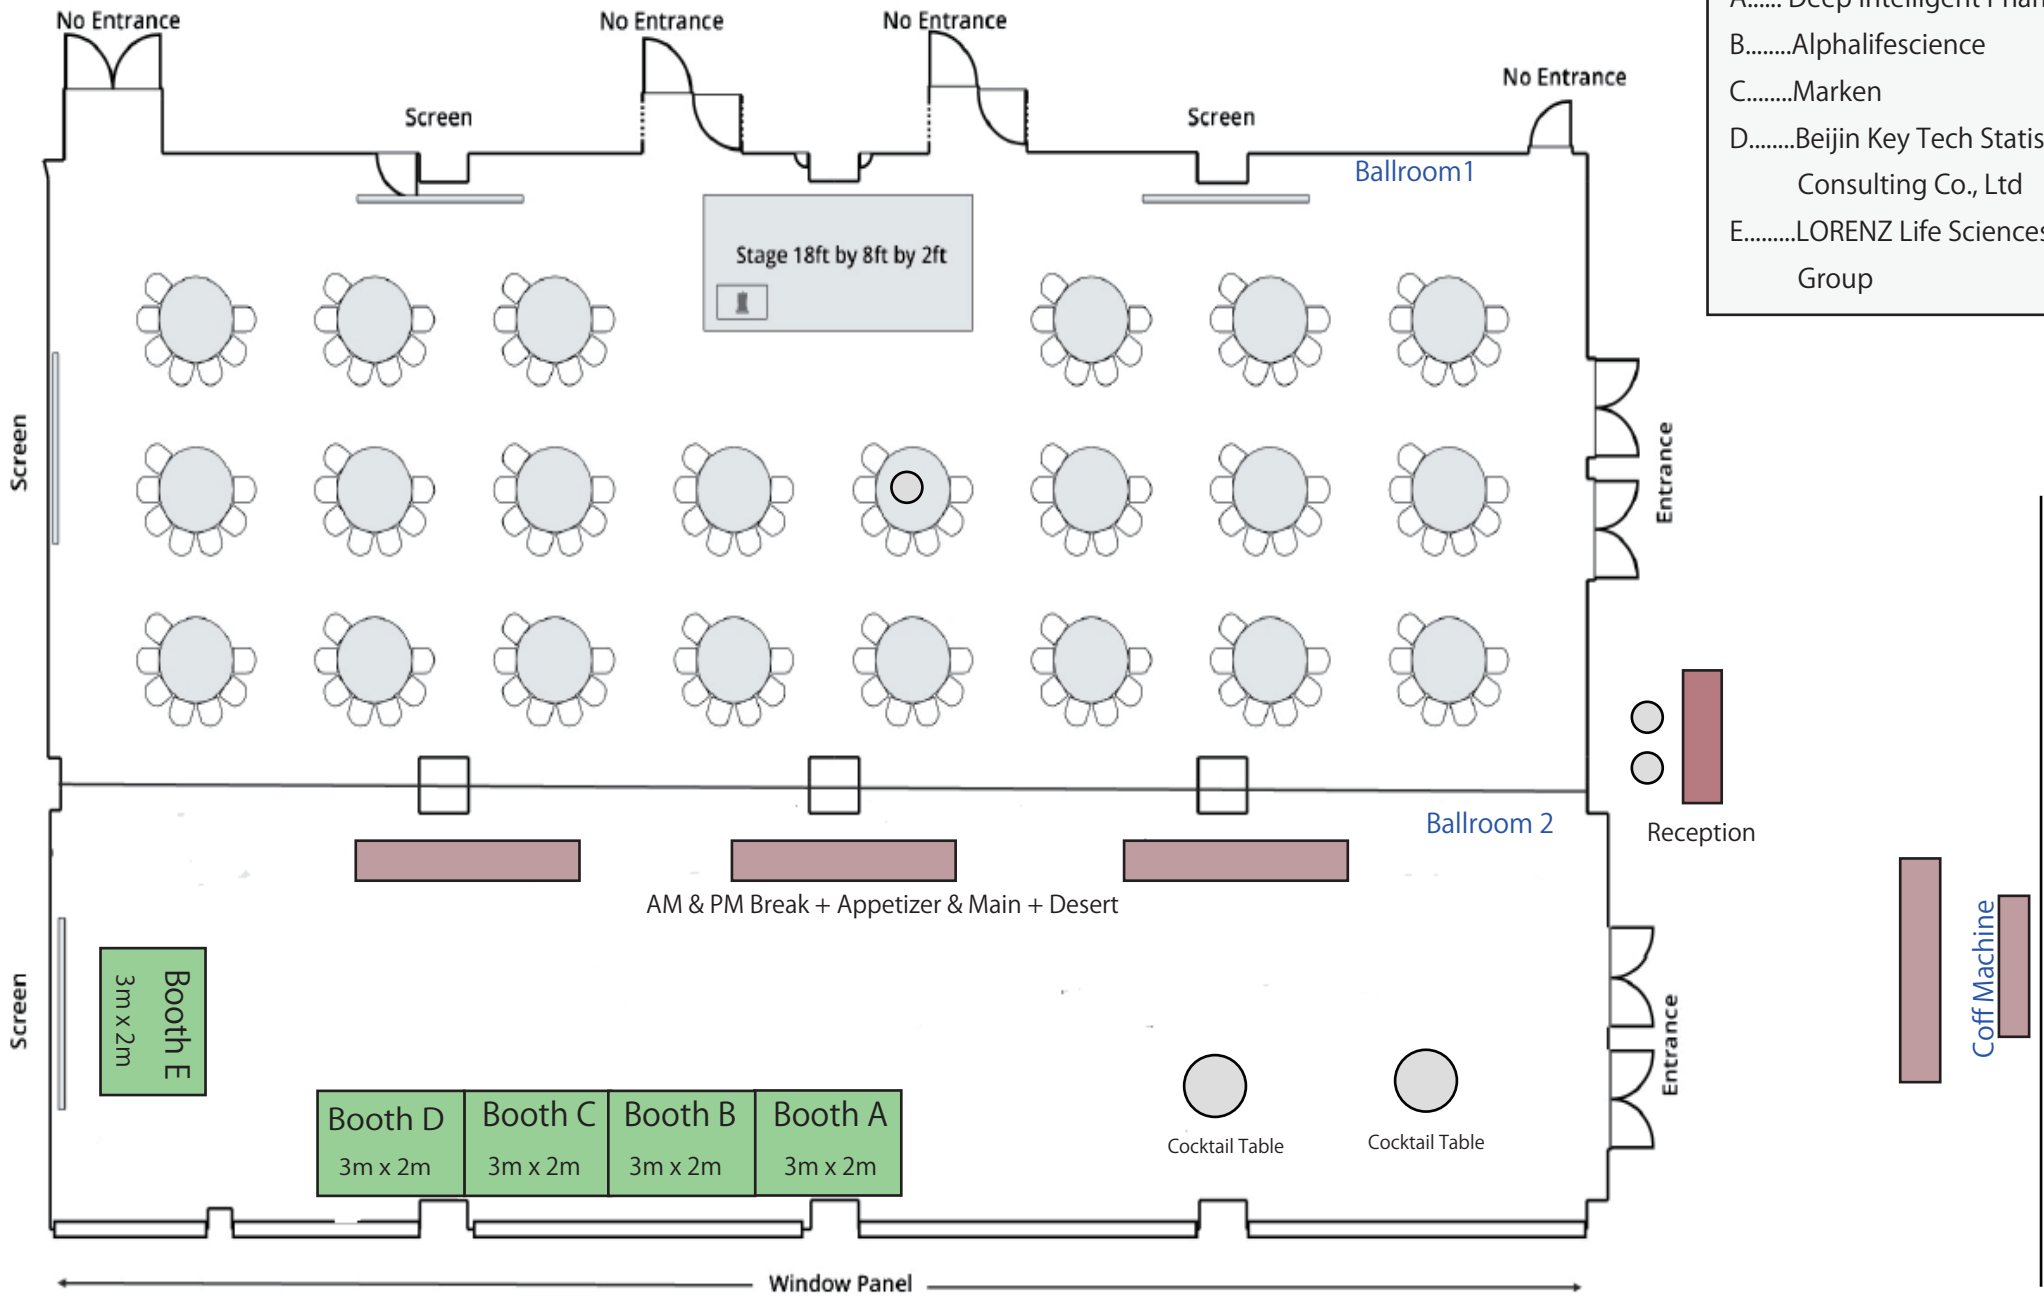 No Entrance
No Entrance
No Entrance
No Entrance
A...... Deep Intelligent
B........Alphalifescience
C........Marken
D........Beijin Key Tech
Consulting Co., Ltd
E.........LORENZ Life Sciences
Group
Screen
Screen
Ballroom1
Stage 18ft by 8ft by 2ft
Screen
Entrance
Ballroom 2
Reception
AM & PM Break + Appetizer & Main + Desert
Screen
Booth E
3m x 2m
Coff Machine
Entrance
Booth D
3m x 2m
Booth C
3m x 2m
Booth B
3m x 2m
Booth A
3m x 2m
Cocktail Table
Cocktail Table
Window Panel